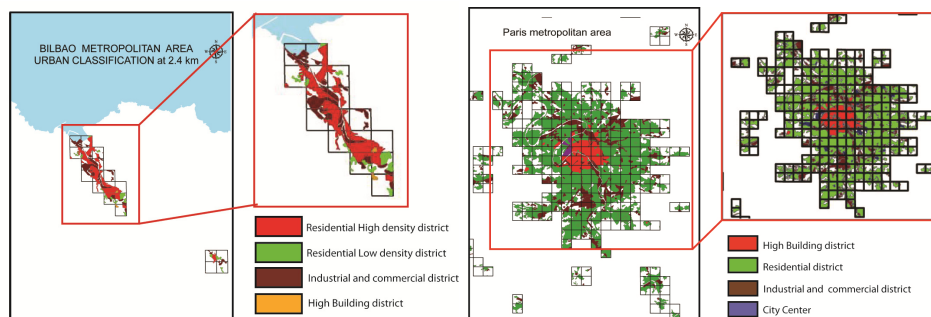 BILBAO METROPOLITAN AREA
URBAN CLASSIFICATION at 2.4 km
Residential High density district
Residential Low density district
Industrial and commercial district
High Building district
Paris metropolitan area
High Building district
Residential district
Industrial and commercial district
City Center